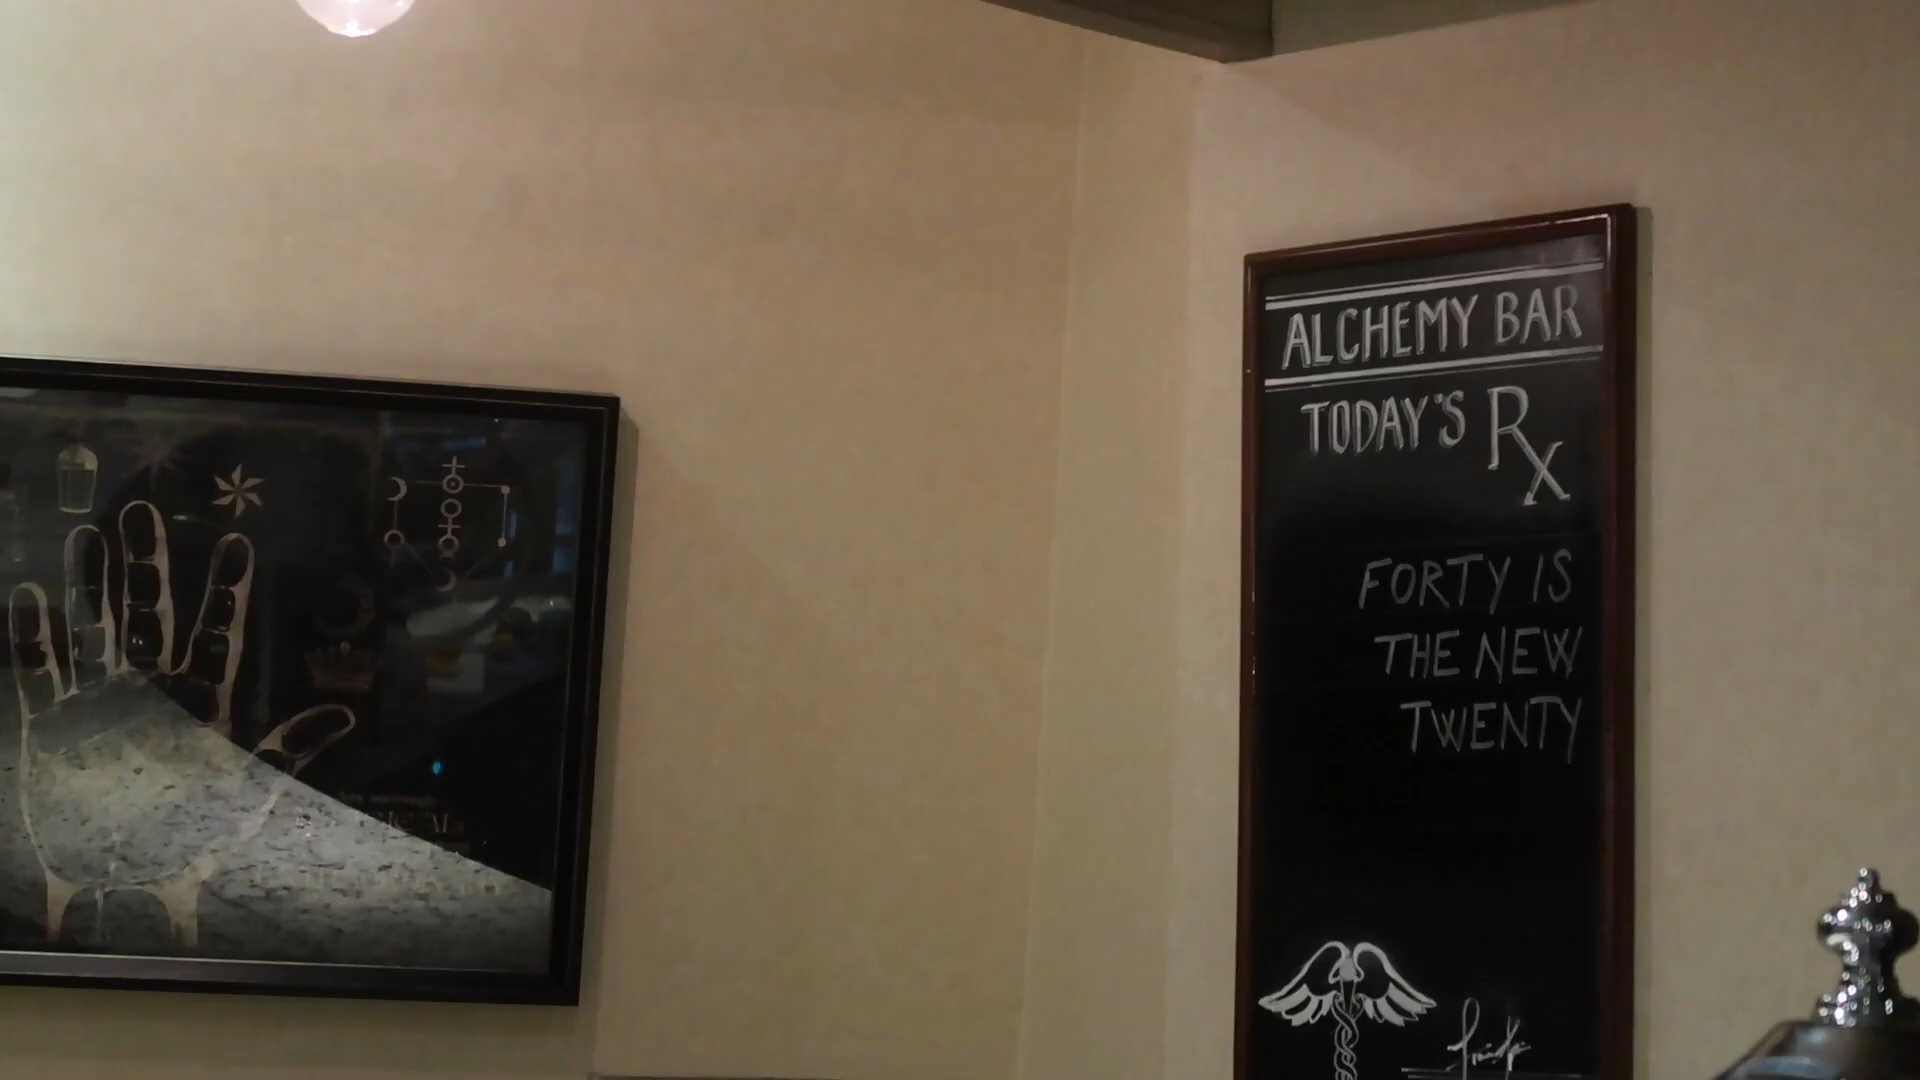 ALCHEMY BAR
TODAY'S Rx
FORTY IS
THE NEW
TWENTY